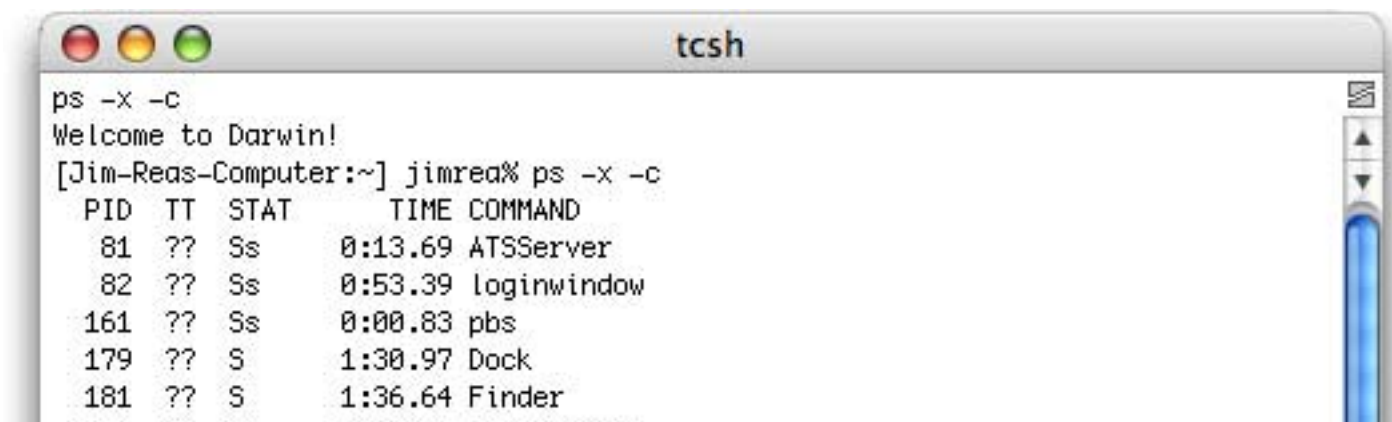 tcsh
ps -x -c
Welcome to Darwin!
[Jim-Reas-Computer:~] jimrea% ps -x -c
PID TT STAT TIME COMMAND
81 ?? Ss 0:13.69 ATSServer
82 ?? Ss 0:53.39 loginwindow
161 ?? Ss 0:00.83 pbs
179 ?? S 1:30.97 Dock
181 ?? S 1:36.64 Finder